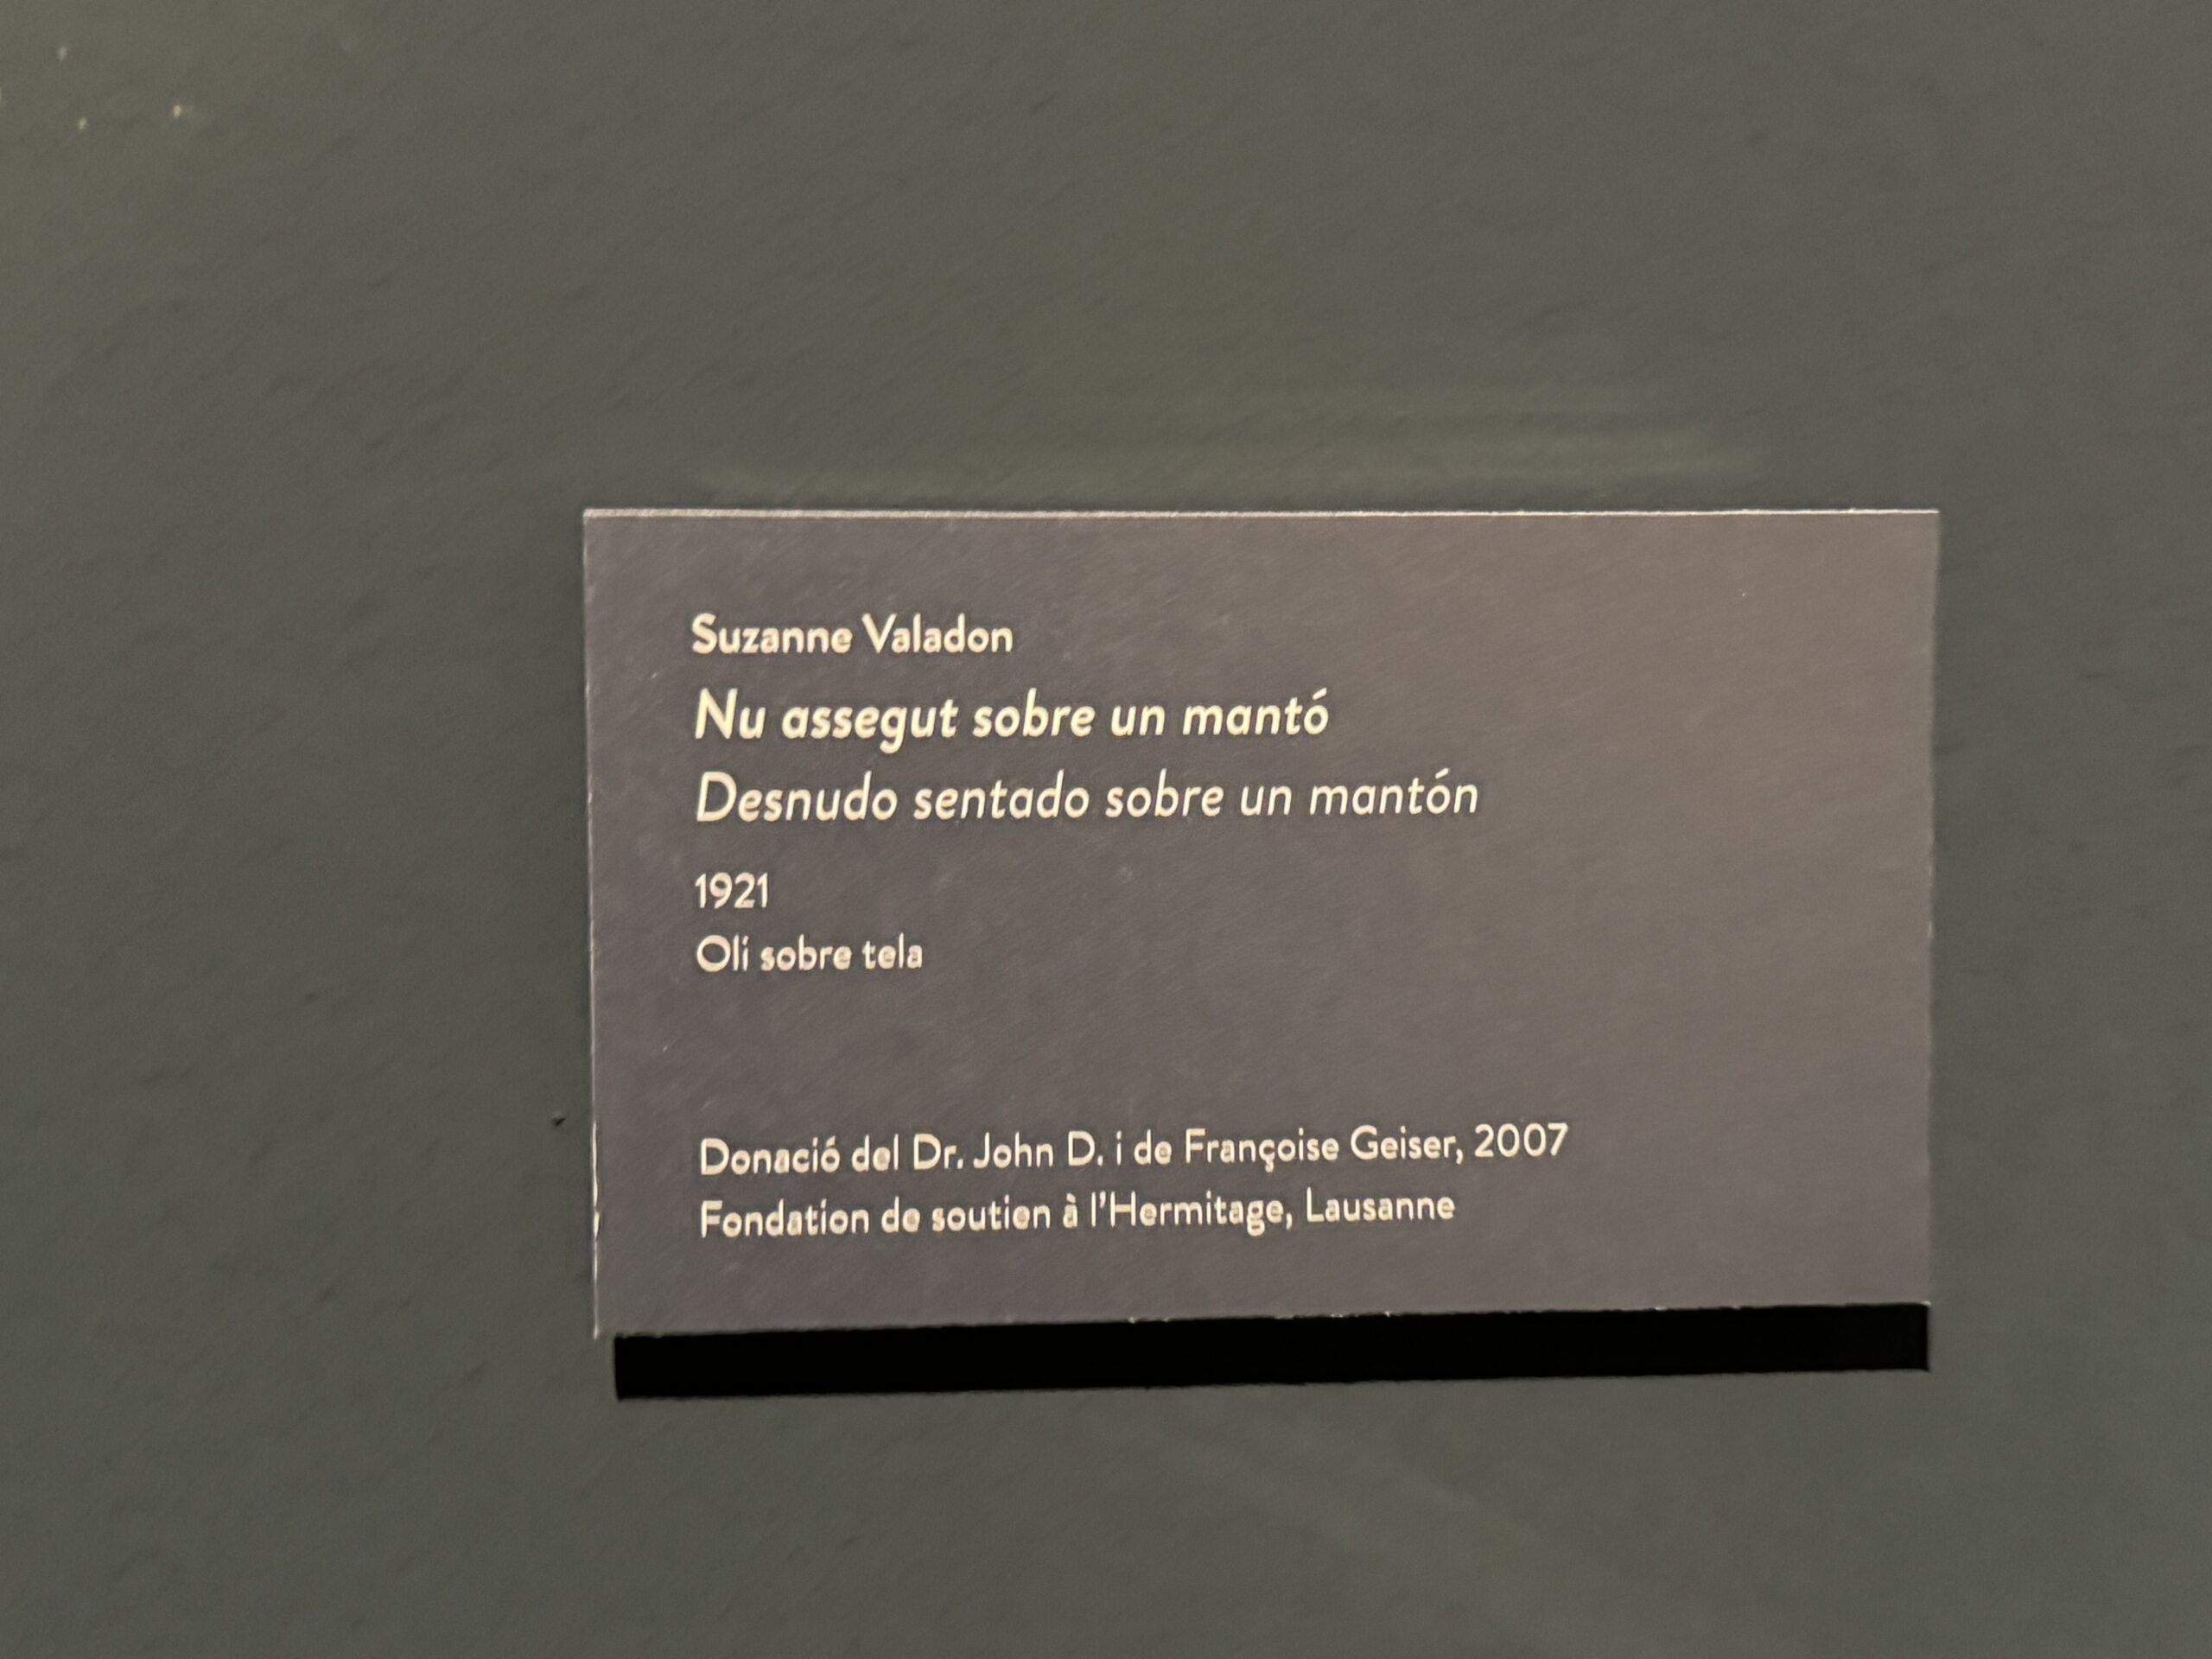 Suzanne Valadon
Nu assegut sobre un mantó
Desnudo sentado sobre un mantón
1921
Oli sobre tela
Donació del Dr. John D. i de Françoise Geiser, 2007
Fondation de soutien à l'Hermitage, Lausanne